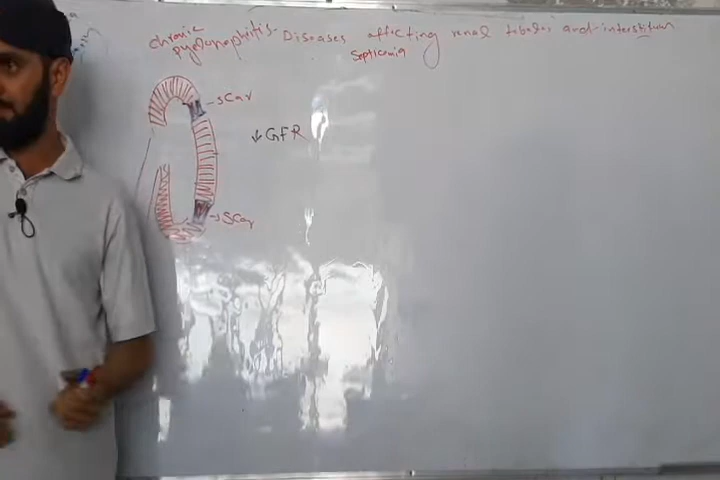 chronic
pyelonephritis- Diseases affecting renal tubules and interstitium
Septicemia
→ scar
↓ GFR
→ Scar